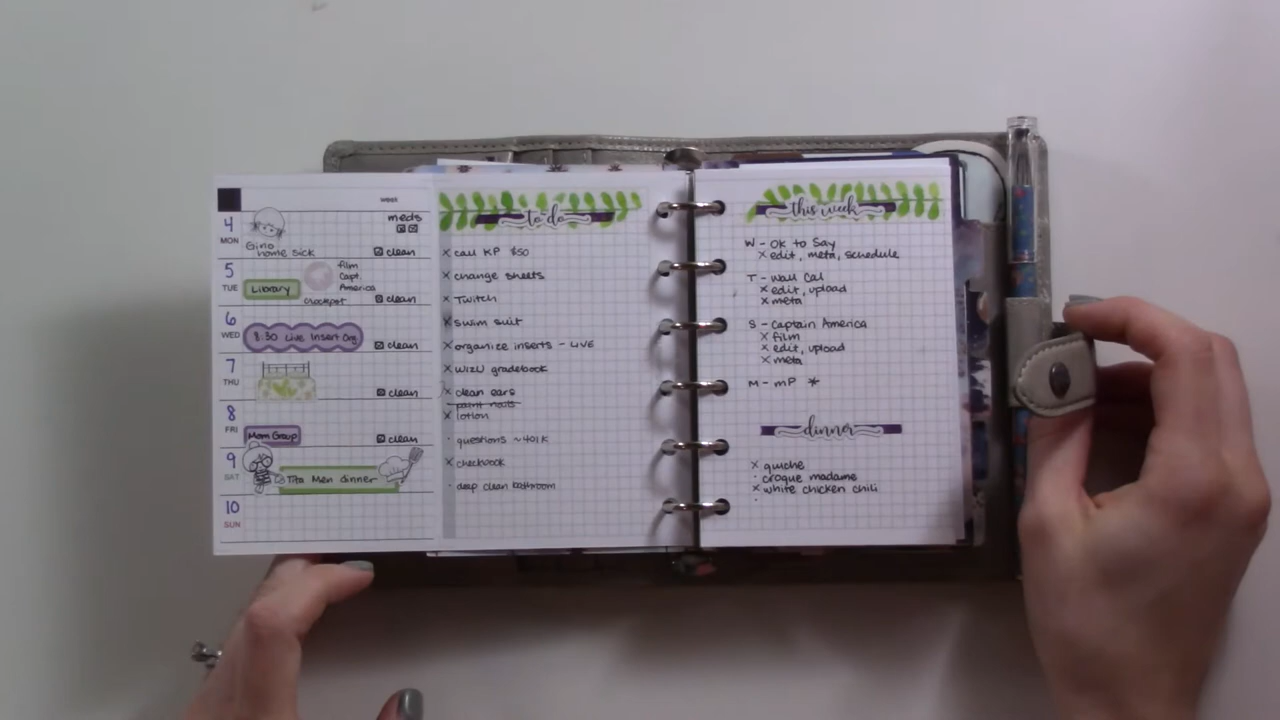 week
4
MON
meds
Gino
home sick
clean
5
TUE
Library
film
Capt.
America
crockpot
clean
6
WED
8:30 Live Insert Org
clean
7
THU
clean
8
FRI
Mom Group
clean
9
SAT
Tita Men dinner
10
SUN
to do
x call KP $50
x change sheets
x Twitch
x swim suit
x organize inserts - LIVE
x WizU gradebook
x clean ears
paint nails
x lotion
· questions ~401K
x checkbook
· deep clean bathroom
this week
W - Ok to Say
x edit, meta, schedule
T - Wall Cal
x edit, upload
x meta
S - Captain America
x film
x edit, upload
x meta
M - mP *
dinner
x quiche
· croque madame
x white chicken chili
·